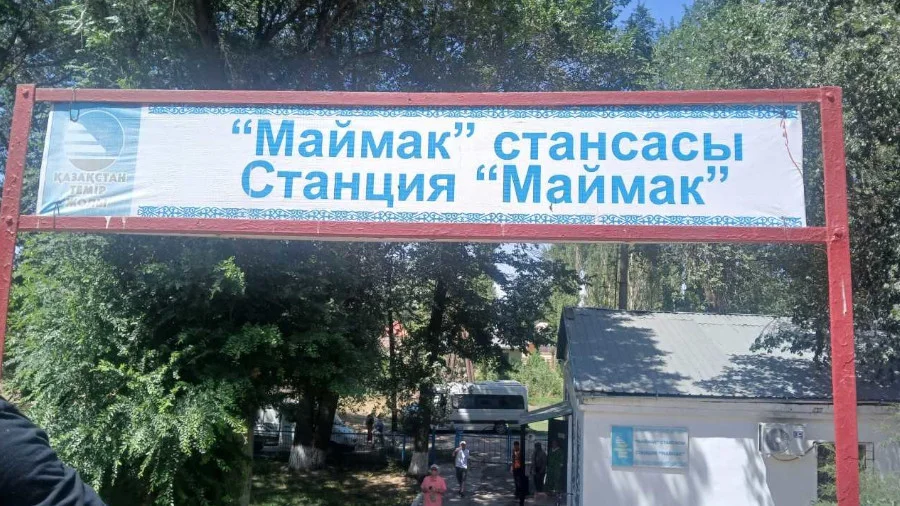 “Маймак” стансасы
Станция “Маймак”
ҚАЗАҚСТАН
ТЕМІР
ЖОЛЫ